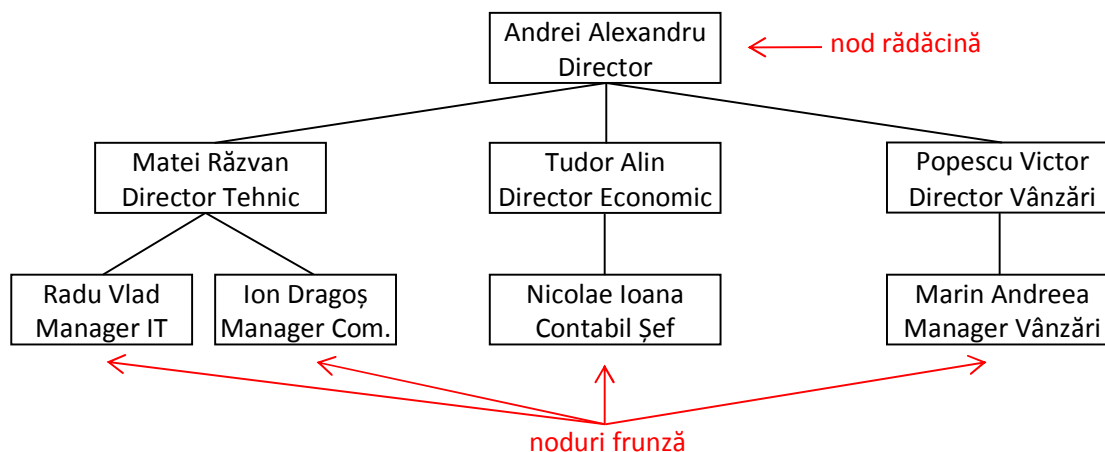 Andrei Alexandru
Director
nod rădăcină
Matei Răzvan
Director Tehnic
Tudor Alin
Director Economic
Popescu Victor
Director Vânzări
Radu Vlad
Manager IT
Ion Dragoș
Manager Com.
Nicolae Ioana
Contabil Șef
Marin Andreea
Manager Vânzări
noduri frunză